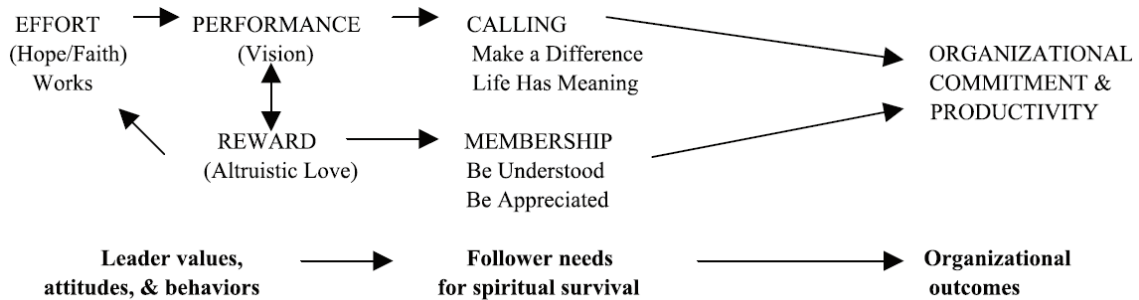 EFFORT
(Hope/Faith)
Works
PERFORMANCE
(Vision)
REWARD
(Altruistic Love)
CALLING
Make a Difference
Life Has Meaning
MEMBERSHIP
Be Understood
Be Appreciated
ORGANIZATIONAL
COMMITMENT &
PRODUCTIVITY
Leader values,
attitudes, & behaviors
Follower needs
for spiritual survival
Organizational
outcomes